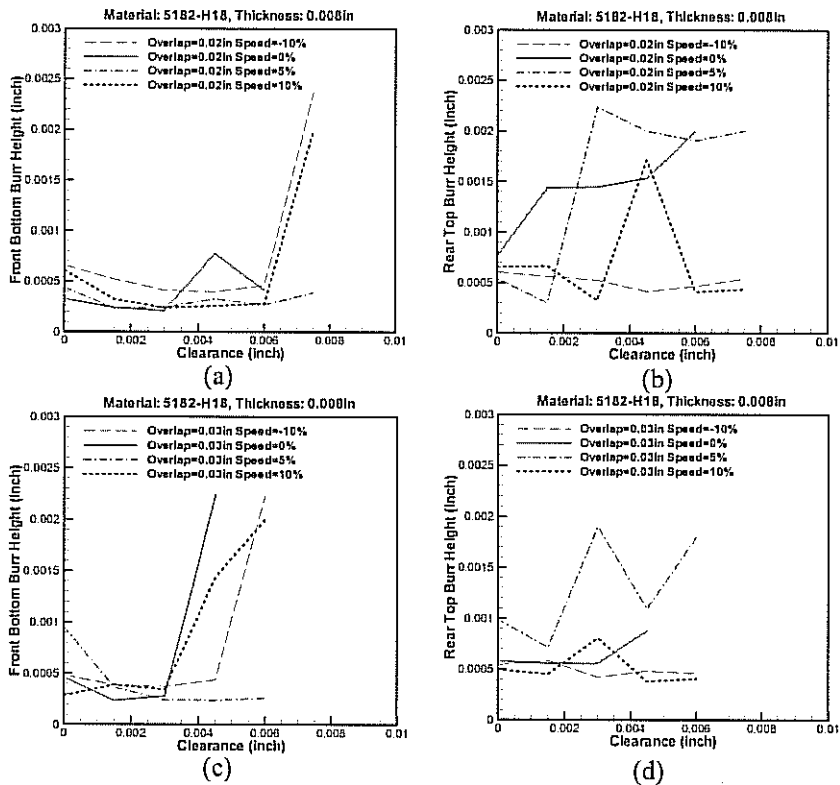 Material: 5182-H18, Thickness: 0.008in
Overlap=0.02in Speed=-10%
Overlap=0.02in Speed=0%
Overlap=0.02in Speed=5%
Overlap=0.02in Speed=10%
Front Bottom Burr Height (Inch)
0.003
0.0025
0.002
0.0015
0.001
0.0005
0
0
0.002
0.004
0.006
0.008
0.01
Clearance (inch)
(a)
Material: 5182-H18, Thickness: 0.008in
Overlap=0.02in Speed=-10%
Overlap=0.02in Speed=0%
Overlap=0.02in Speed=5%
Overlap=0.02in Speed=10%
Rear Top Burr Height (Inch)
0.003
0.0025
0.002
0.0015
0.001
0.0005
0
0
0.002
0.004
0.006
0.008
0.01
Clearance (inch)
(b)
Material: 5182-H18, Thickness: 0.008in
Overlap=0.03in Speed=-10%
Overlap=0.03in Speed=0%
Overlap=0.03in Speed=5%
Overlap=0.03in Speed=10%
Front Bottom Burr Height (Inch)
0.003
0.0025
0.002
0.0015
0.001
0.0005
0
0
0.002
0.004
0.006
0.008
0.01
Clearance (inch)
(c)
Material: 5182-H18, Thickness: 0.008in
Overlap=0.03in Speed=-10%
Overlap=0.03in Speed=0%
Overlap=0.03in Speed=5%
Overlap=0.03in Speed=10%
Rear Top Burr Height (Inch)
0.003
0.0025
0.002
0.0015
0.001
0.0005
0
0
0.002
0.004
0.006
0.008
0.01
Clearance (inch)
(d)